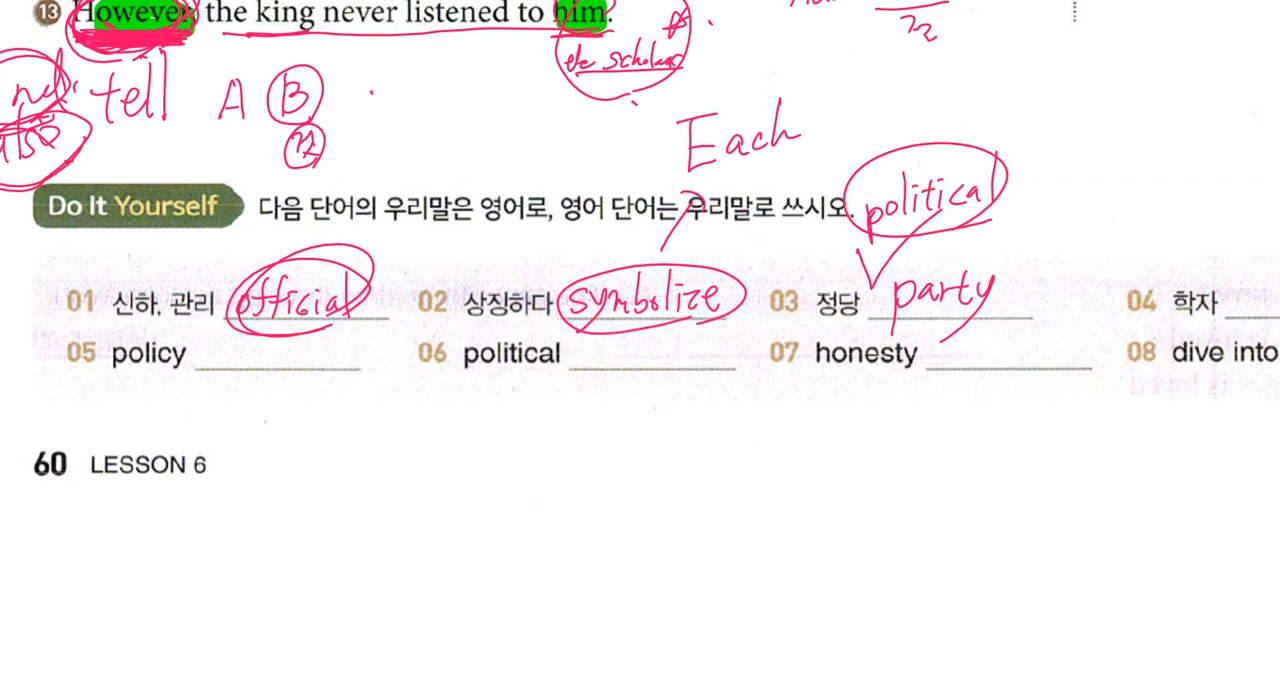 13 However, the king never listened to him.
the scholar
tell A B
것
Each
Do It Yourself 다음 단어의 우리말은 영어로, 영어 단어는 우리말로 쓰시오.
political
01 신하, 관리 official 02 상징하다 symbolize 03 정당 party 04 학자
05 policy 06 political 07 honesty 08 dive into
60 LESSON 6